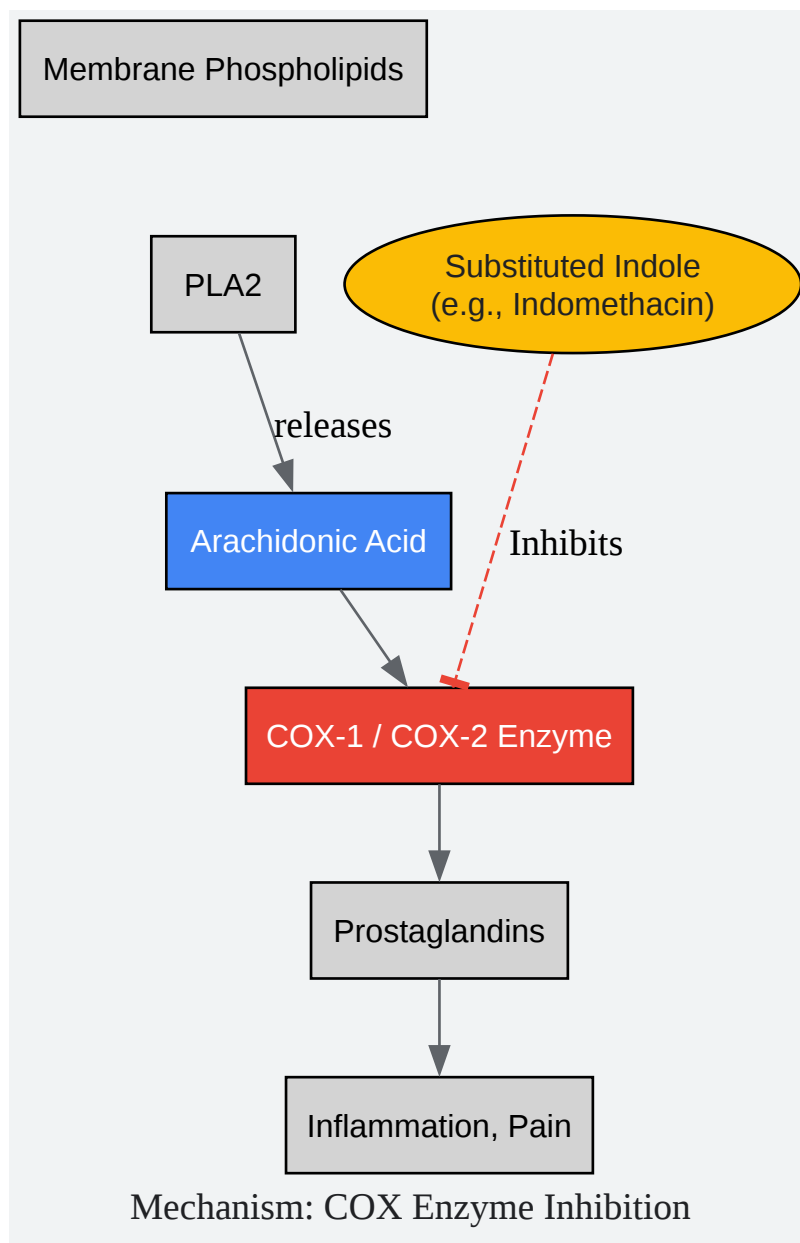 Membrane Phospholipids
PLA2
Substituted Indole
(e.g., Indomethacin)
releases
Arachidonic Acid
Inhibits
COX-1 / COX-2 Enzyme
Prostaglandins
Inflammation, Pain
Mechanism: COX Enzyme Inhibition